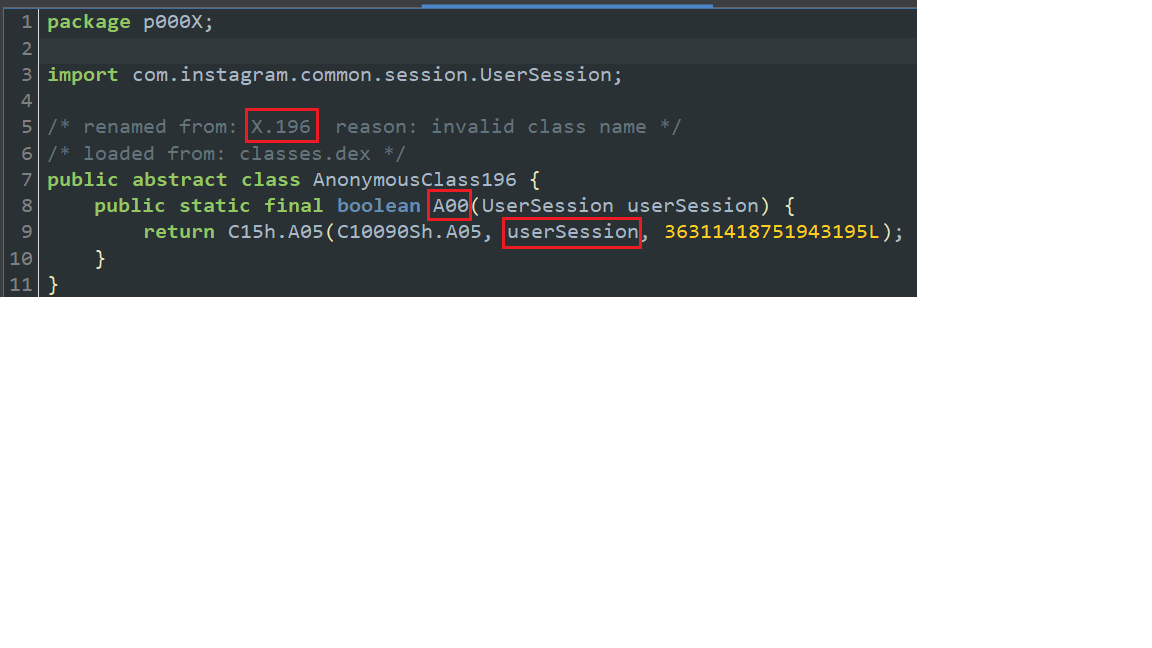 1 package p000X;
2
3 import com.instagram.common.session.UserSession;
4
5 /* renamed from: X.196 reason: invalid class name */
6 /* loaded from: classes.dex */
7 public abstract class AnonymousClass196 {
8 public static final boolean A00(UserSession userSession) {
9 return C15h.A05(C10090Sh.A05, userSession, 36311418751943195L);
10 }
11 }